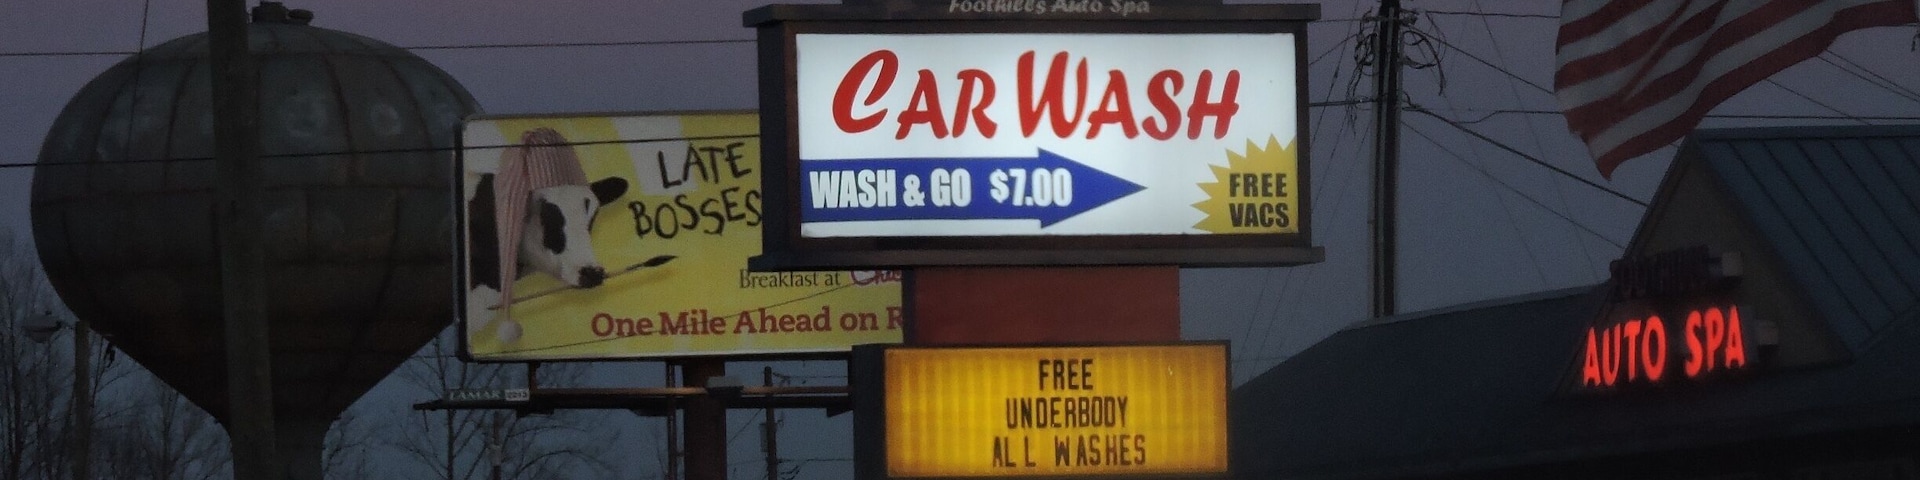 Foothills Auto Spa
CAR WASH
WASH & GO $7.00
FREE
VACS
LATE
BOSSES
Breakfast at
One Mile Ahead on R
LAMAR
FREE
UNDERBODY
ALL WASHES
AUTO SPA